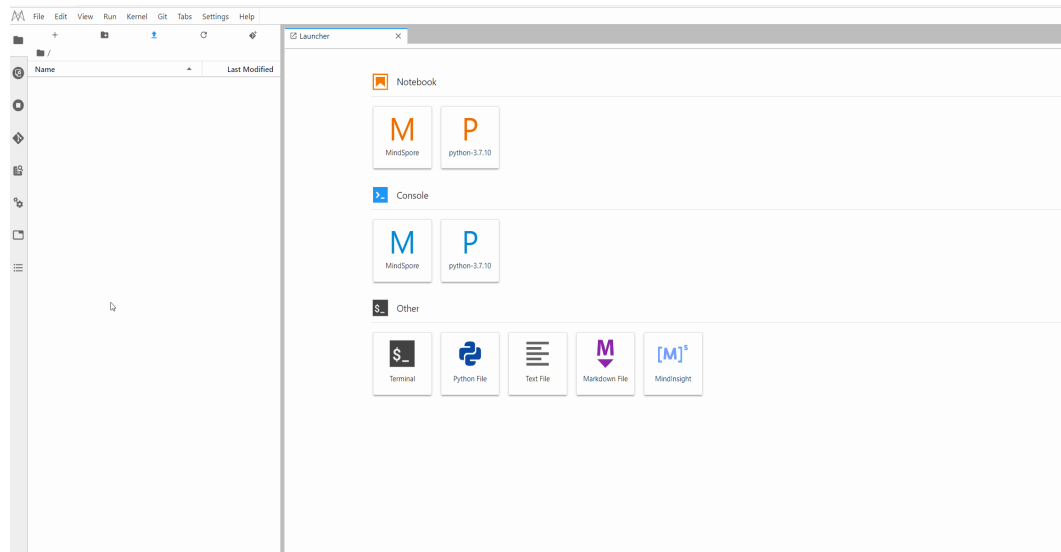 File Edit View Run Kernel Git Tabs Settings Help
Launcher
/
Name Last Modified
Notebook
M P
MindSpore python-3.7.10
Console
M P
MindSpore python-3.7.10
$_ Other
$_ M [M]s
Terminal Python File Text File Markdown File MindInsight